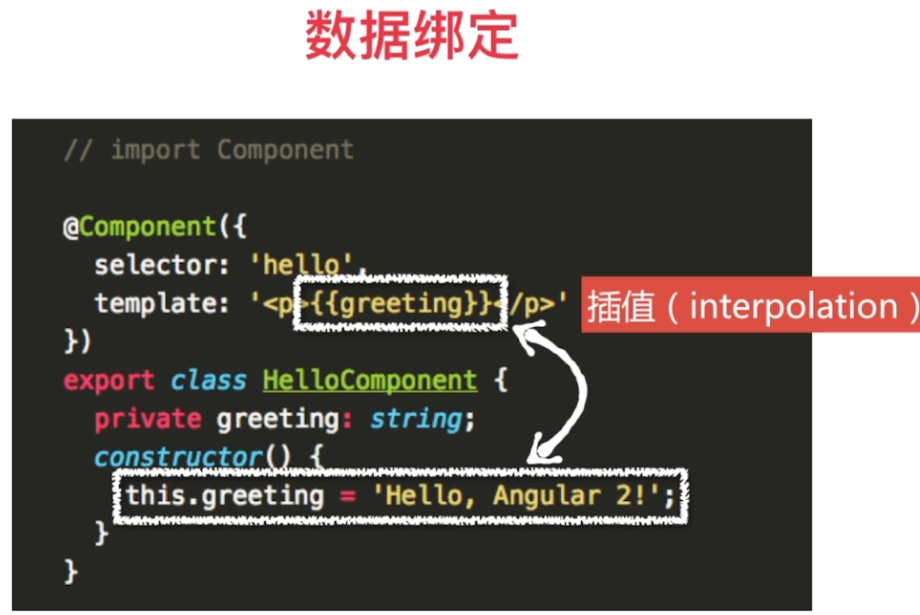 数据绑定
// import Component
@Component({
selector: 'hello',
template: '<p>{{greeting}}</p>'
插值（interpolation）
})
export class HelloComponent {
private greeting: string;
constructor() {
this.greeting = 'Hello, Angular 2!';
}
}